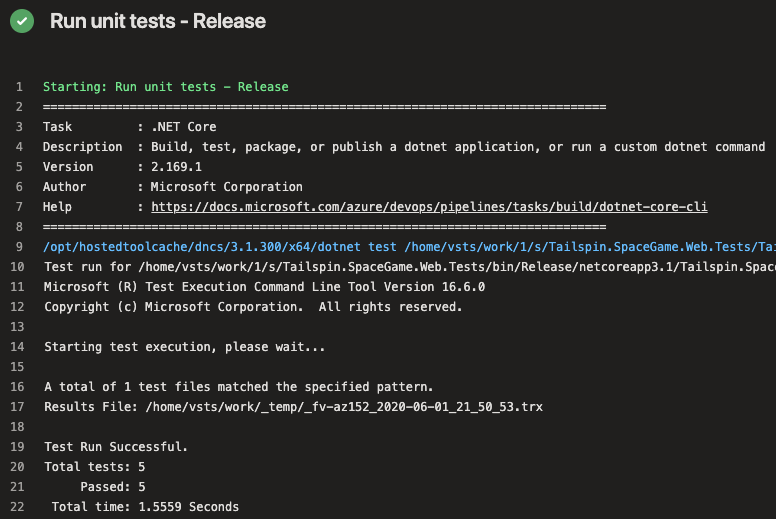 Run unit tests - Release
1 Starting: Run unit tests - Release
2 ==============================================================================
3 Task         : .NET Core
4 Description  : Build, test, package, or publish a dotnet application, or run a custom dotnet command
5 Version      : 2.169.1
6 Author       : Microsoft Corporation
7 Help         : https://docs.microsoft.com/azure/devops/pipelines/tasks/build/dotnet-core-cli
8 ==============================================================================
9 /opt/hostedtoolcache/dncs/3.1.300/x64/dotnet test /home/vsts/work/1/s/Tailspin.SpaceGame.Web.Tests/Tai
10 Test run for /home/vsts/work/1/s/Tailspin.SpaceGame.Web.Tests/bin/Release/netcoreapp3.1/Tailspin.Spac
11 Microsoft (R) Test Execution Command Line Tool Version 16.6.0
12 Copyright (c) Microsoft Corporation.  All rights reserved.
13
14 Starting test execution, please wait...
15
16 A total of 1 test files matched the specified pattern.
17 Results File: /home/vsts/work/_temp/_fv-az152_2020-06-01_21_50_53.trx
18
19 Test Run Successful.
20 Total tests: 5
21      Passed: 5
22  Total time: 1.5559 Seconds